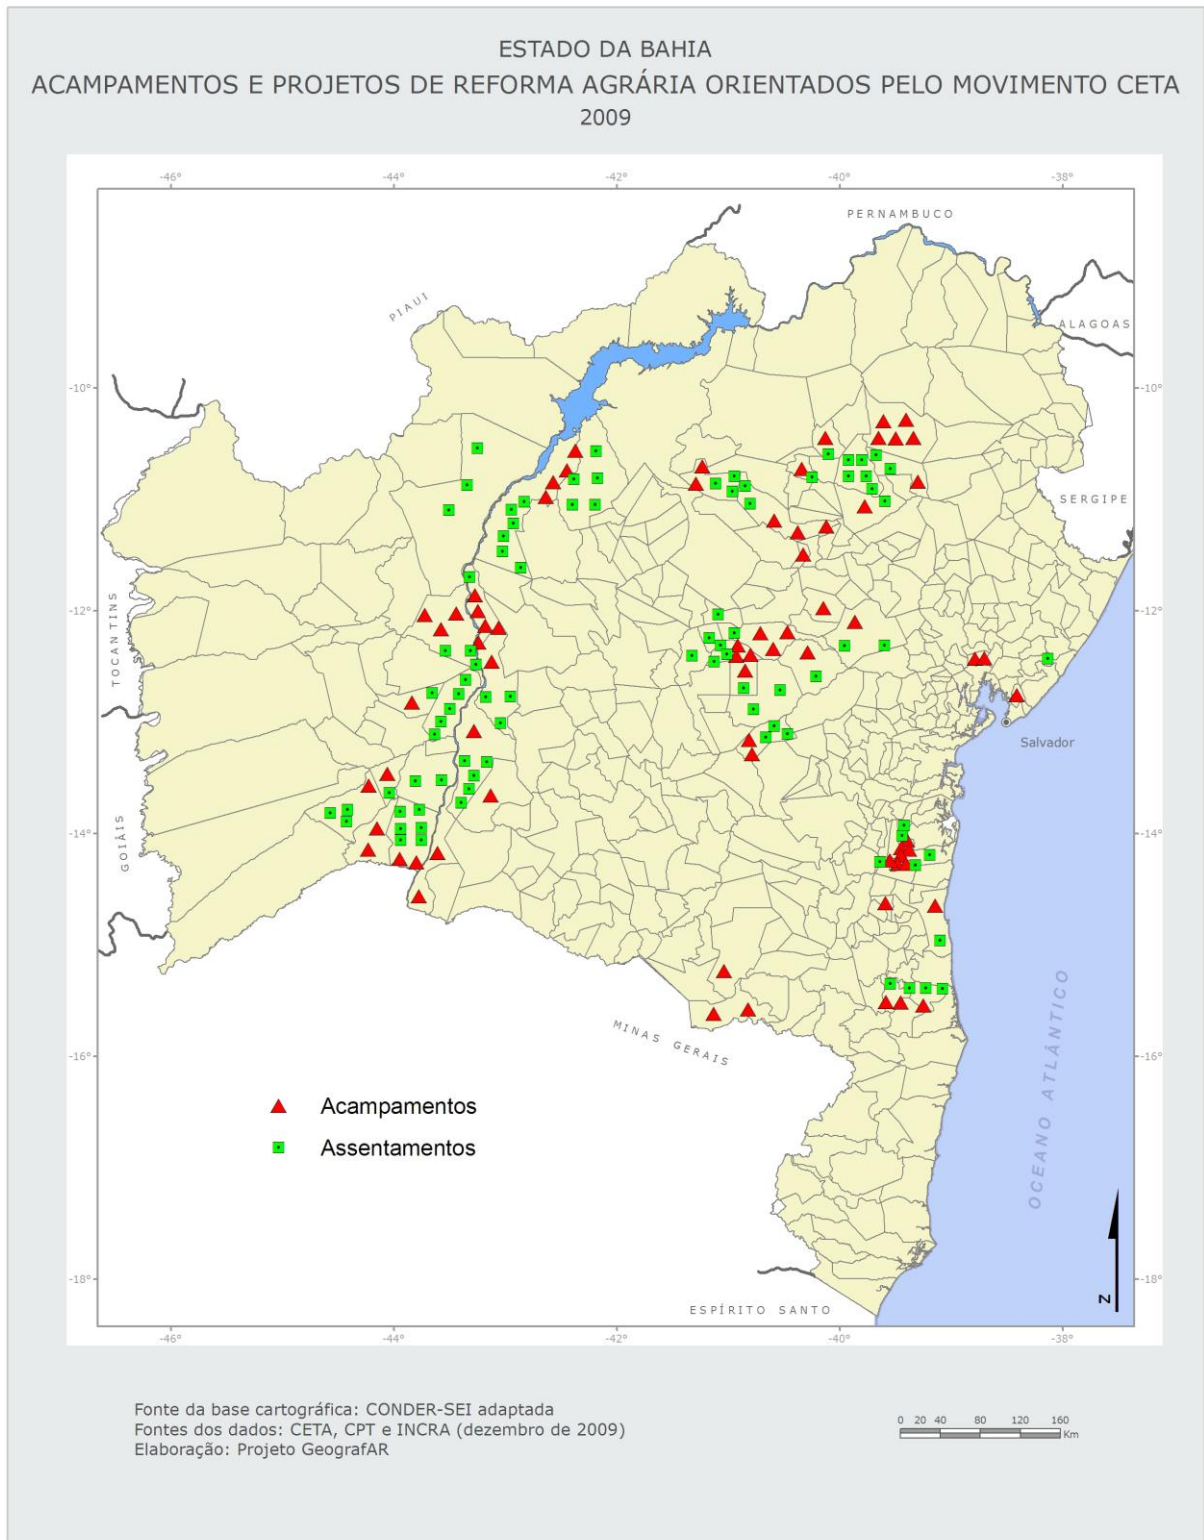 ESTADO DA BAHIA
ACAMPAMENTOS E PROJETOS DE REFORMA AGRÁRIA ORIENTADOS PELO MOVIMENTO CETA
2009
-46° -44° -42° -40° -38°
PERNAMBUCO
PIAUI
ALAGOAS
-10° -10°
SERGIPE
-12° -12°
TOCANTINS
Salvador
GOIÁIS
-14° -14°
OCEANO ATLÂNTICO
MINAS GERAIS
-16° -16°
Acampamentos
Assentamentos
-18° -18°
N
ESPÍRITO SANTO
-46° -44° -42° -40° -38°
Fonte da base cartográfica: CONDER-SEI adaptada
Fontes dos dados: CETA, CPT e INCRA (dezembro de 2009)
Elaboração: Projeto GeografAR
0 20 40 80 120 160
Km